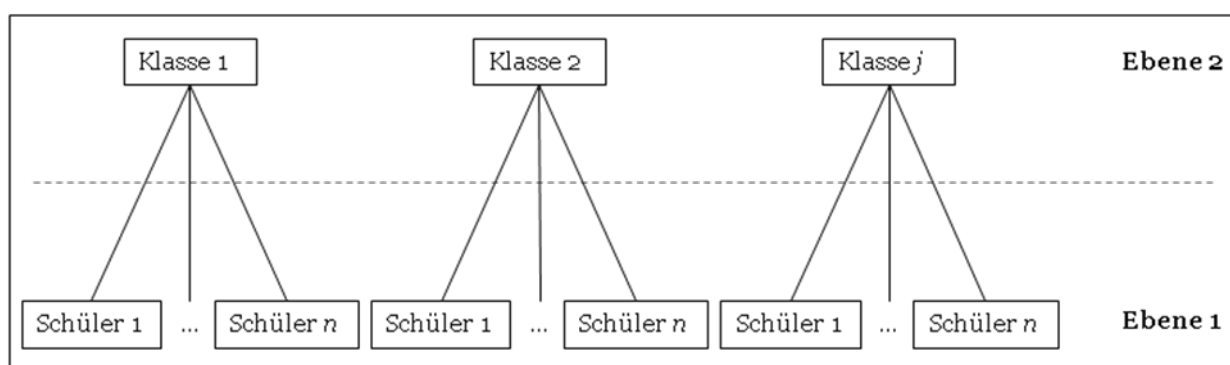 Klasse 1 Klasse 2 Klasse j Ebene 2
Schüler 1 ... Schüler n Schüler 1 ... Schüler n Schüler 1 ... Schüler n Ebene 1